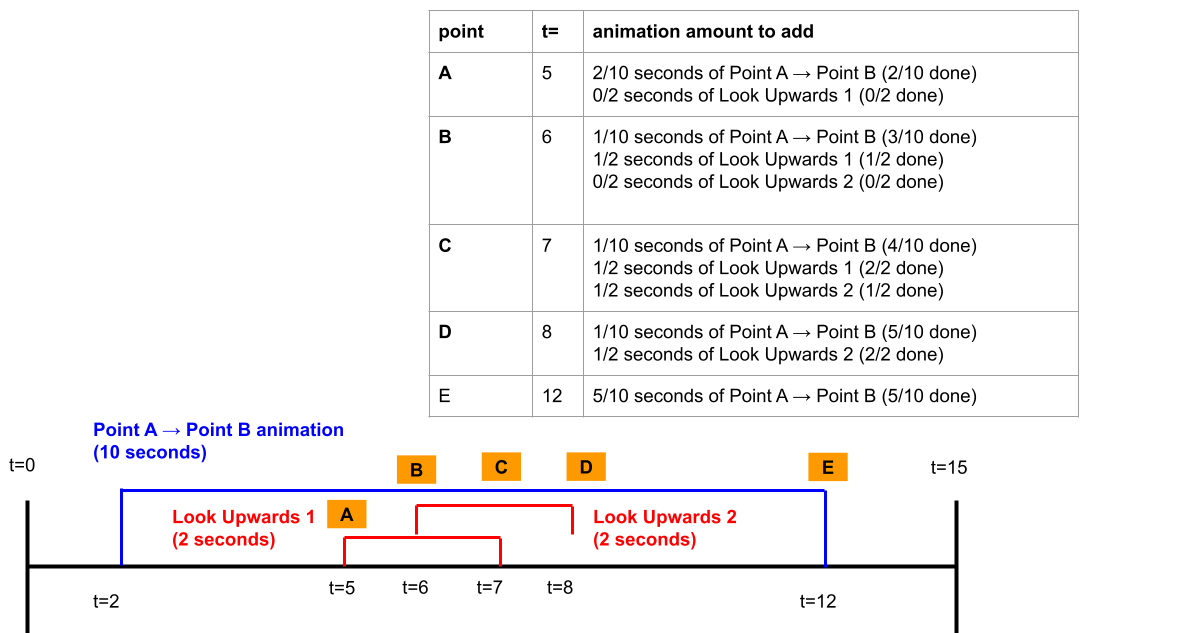 point t= animation amount to add
A 5 2/10 seconds of Point A → Point B (2/10 done)
0/2 seconds of Look Upwards 1 (0/2 done)
B 6 1/10 seconds of Point A → Point B (3/10 done)
1/2 seconds of Look Upwards 1 (1/2 done)
0/2 seconds of Look Upwards 2 (0/2 done)
C 7 1/10 seconds of Point A → Point B (4/10 done)
1/2 seconds of Look Upwards 1 (2/2 done)
1/2 seconds of Look Upwards 2 (1/2 done)
D 8 1/10 seconds of Point A → Point B (5/10 done)
1/2 seconds of Look Upwards 2 (2/2 done)
E 12 5/10 seconds of Point A → Point B (5/10 done)
Point A → Point B animation
(10 seconds)
t=0
B C D E
t=15
Look Upwards 1
(2 seconds)
A
Look Upwards 2
(2 seconds)
t=5 t=6 t=7 t=8
t=2 t=12